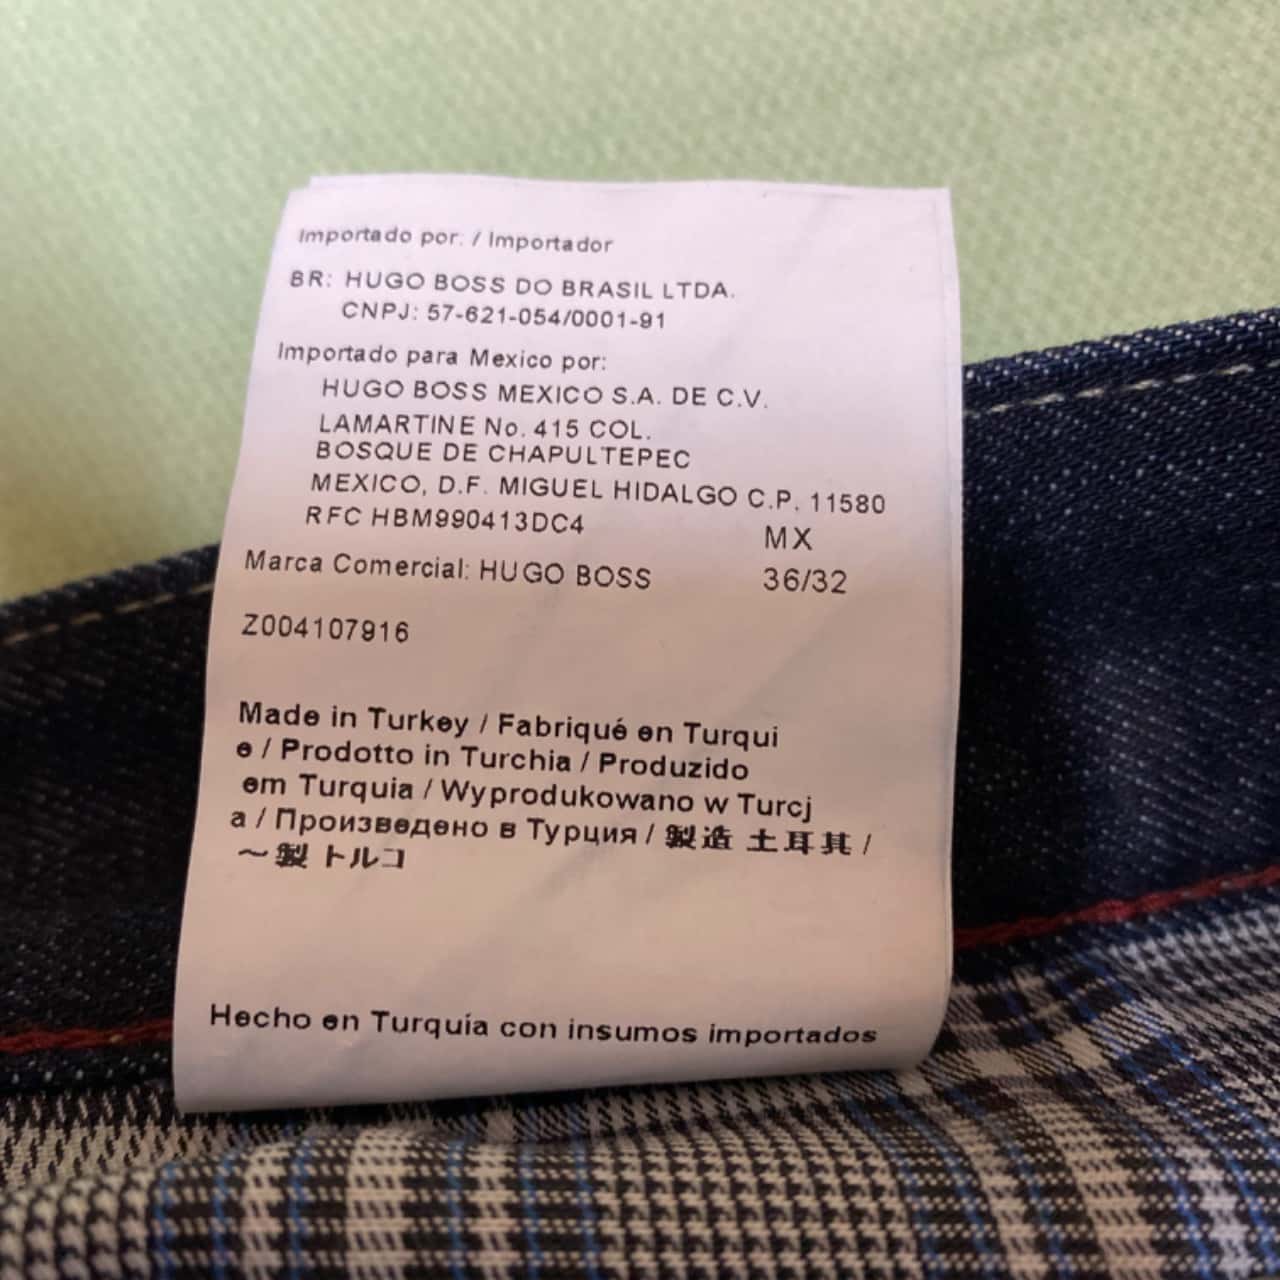 Importado por: / Importador
BR: HUGO BOSS DO BRASIL LTDA.
CNPJ: 57-621-054/0001-91
Importado para Mexico por:
HUGO BOSS MEXICO S.A. DE C.V.
LAMARTINE No. 415 COL.
BOSQUE DE CHAPULTEPEC
MEXICO, D.F. MIGUEL HIDALGO C.P. 11580
RFC HBM990413DC4 MX
Marca Comercial: HUGO BOSS 36/32
Z004107916
Made in Turkey / Fabriqué en Turqui
e / Prodotto in Turchia / Produzido
em Turquia / Wyprodukowano w Turcj
a / Произведено в Турция / 製造 土耳其 /
〜製 トルコ
Hecho en Turquía con insumos importados